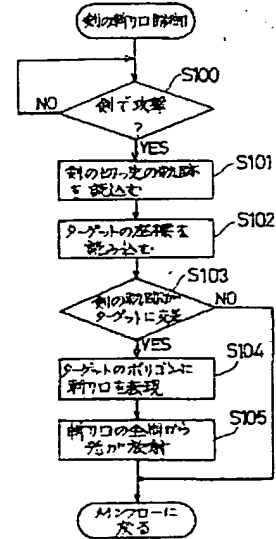 剣の斬り口制御
S100
剣で攻撃
?
NO
YES
剣の切っ先の軌跡
を読込む
S101
ターゲットの座標を
読み込む
S102
S103
剣の軌跡が
ターゲットに交差
NO
YES
S104
ターゲットのポリゴンに
斬り口を表現
S105
斬り口の全周から
光が放射
メインフローに
戻る